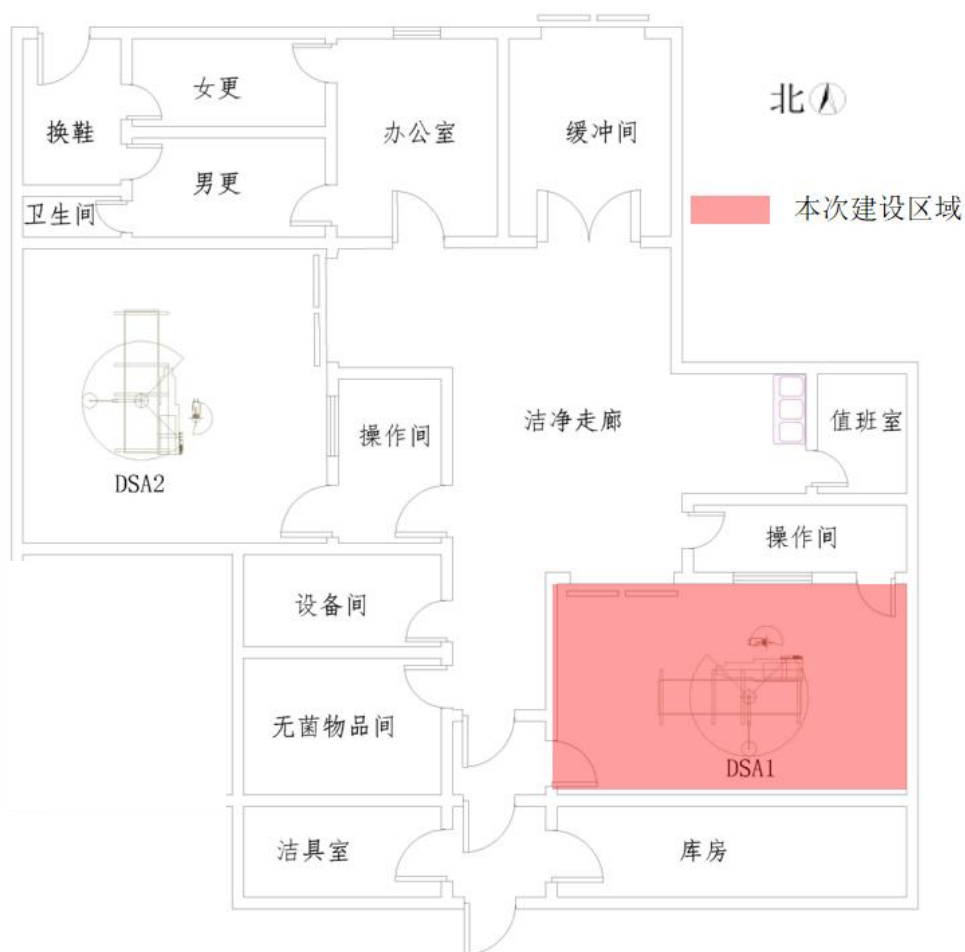 女更
换鞋
办公室
缓冲间
北
男更
卫生间
本次建设区域
DSA2
操作间
洁净走廊
值班室
操作间
设备间
无菌物品间
DSA1
洁具室
库房